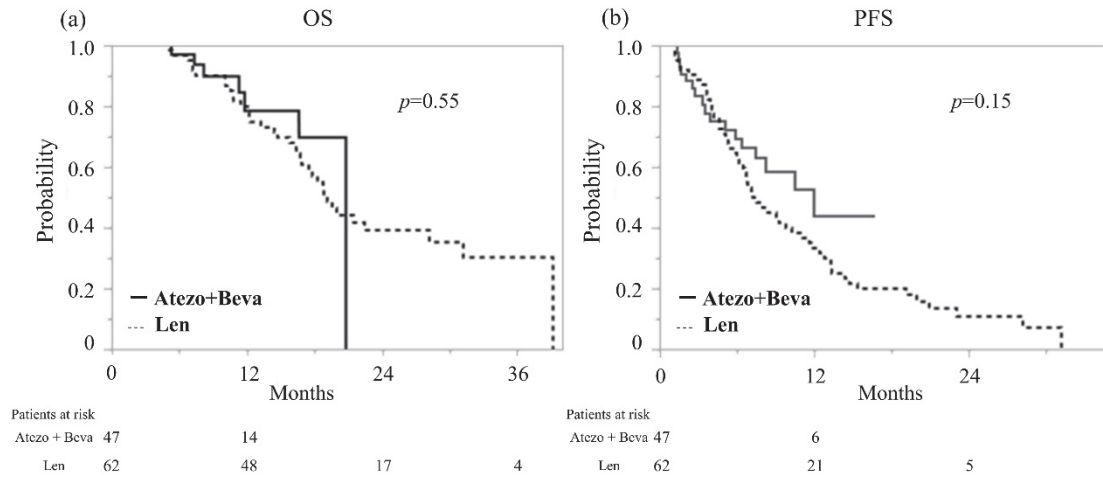 (a) OS
1.0
0.8
0.6
0.4
0.2
0
Probability
p=0.55
Atezo+Beva
Len
0 12 24 36
Months
Patients at risk
Atezo + Beva 47 14
Len 62 48 17 4
(b) PFS
1.0
0.8
0.6
0.4
0.2
0
Probability
p=0.15
Atezo+Beva
Len
0 12 24
Months
Patients at risk
Atezo + Beva 47 6
Len 62 21 5